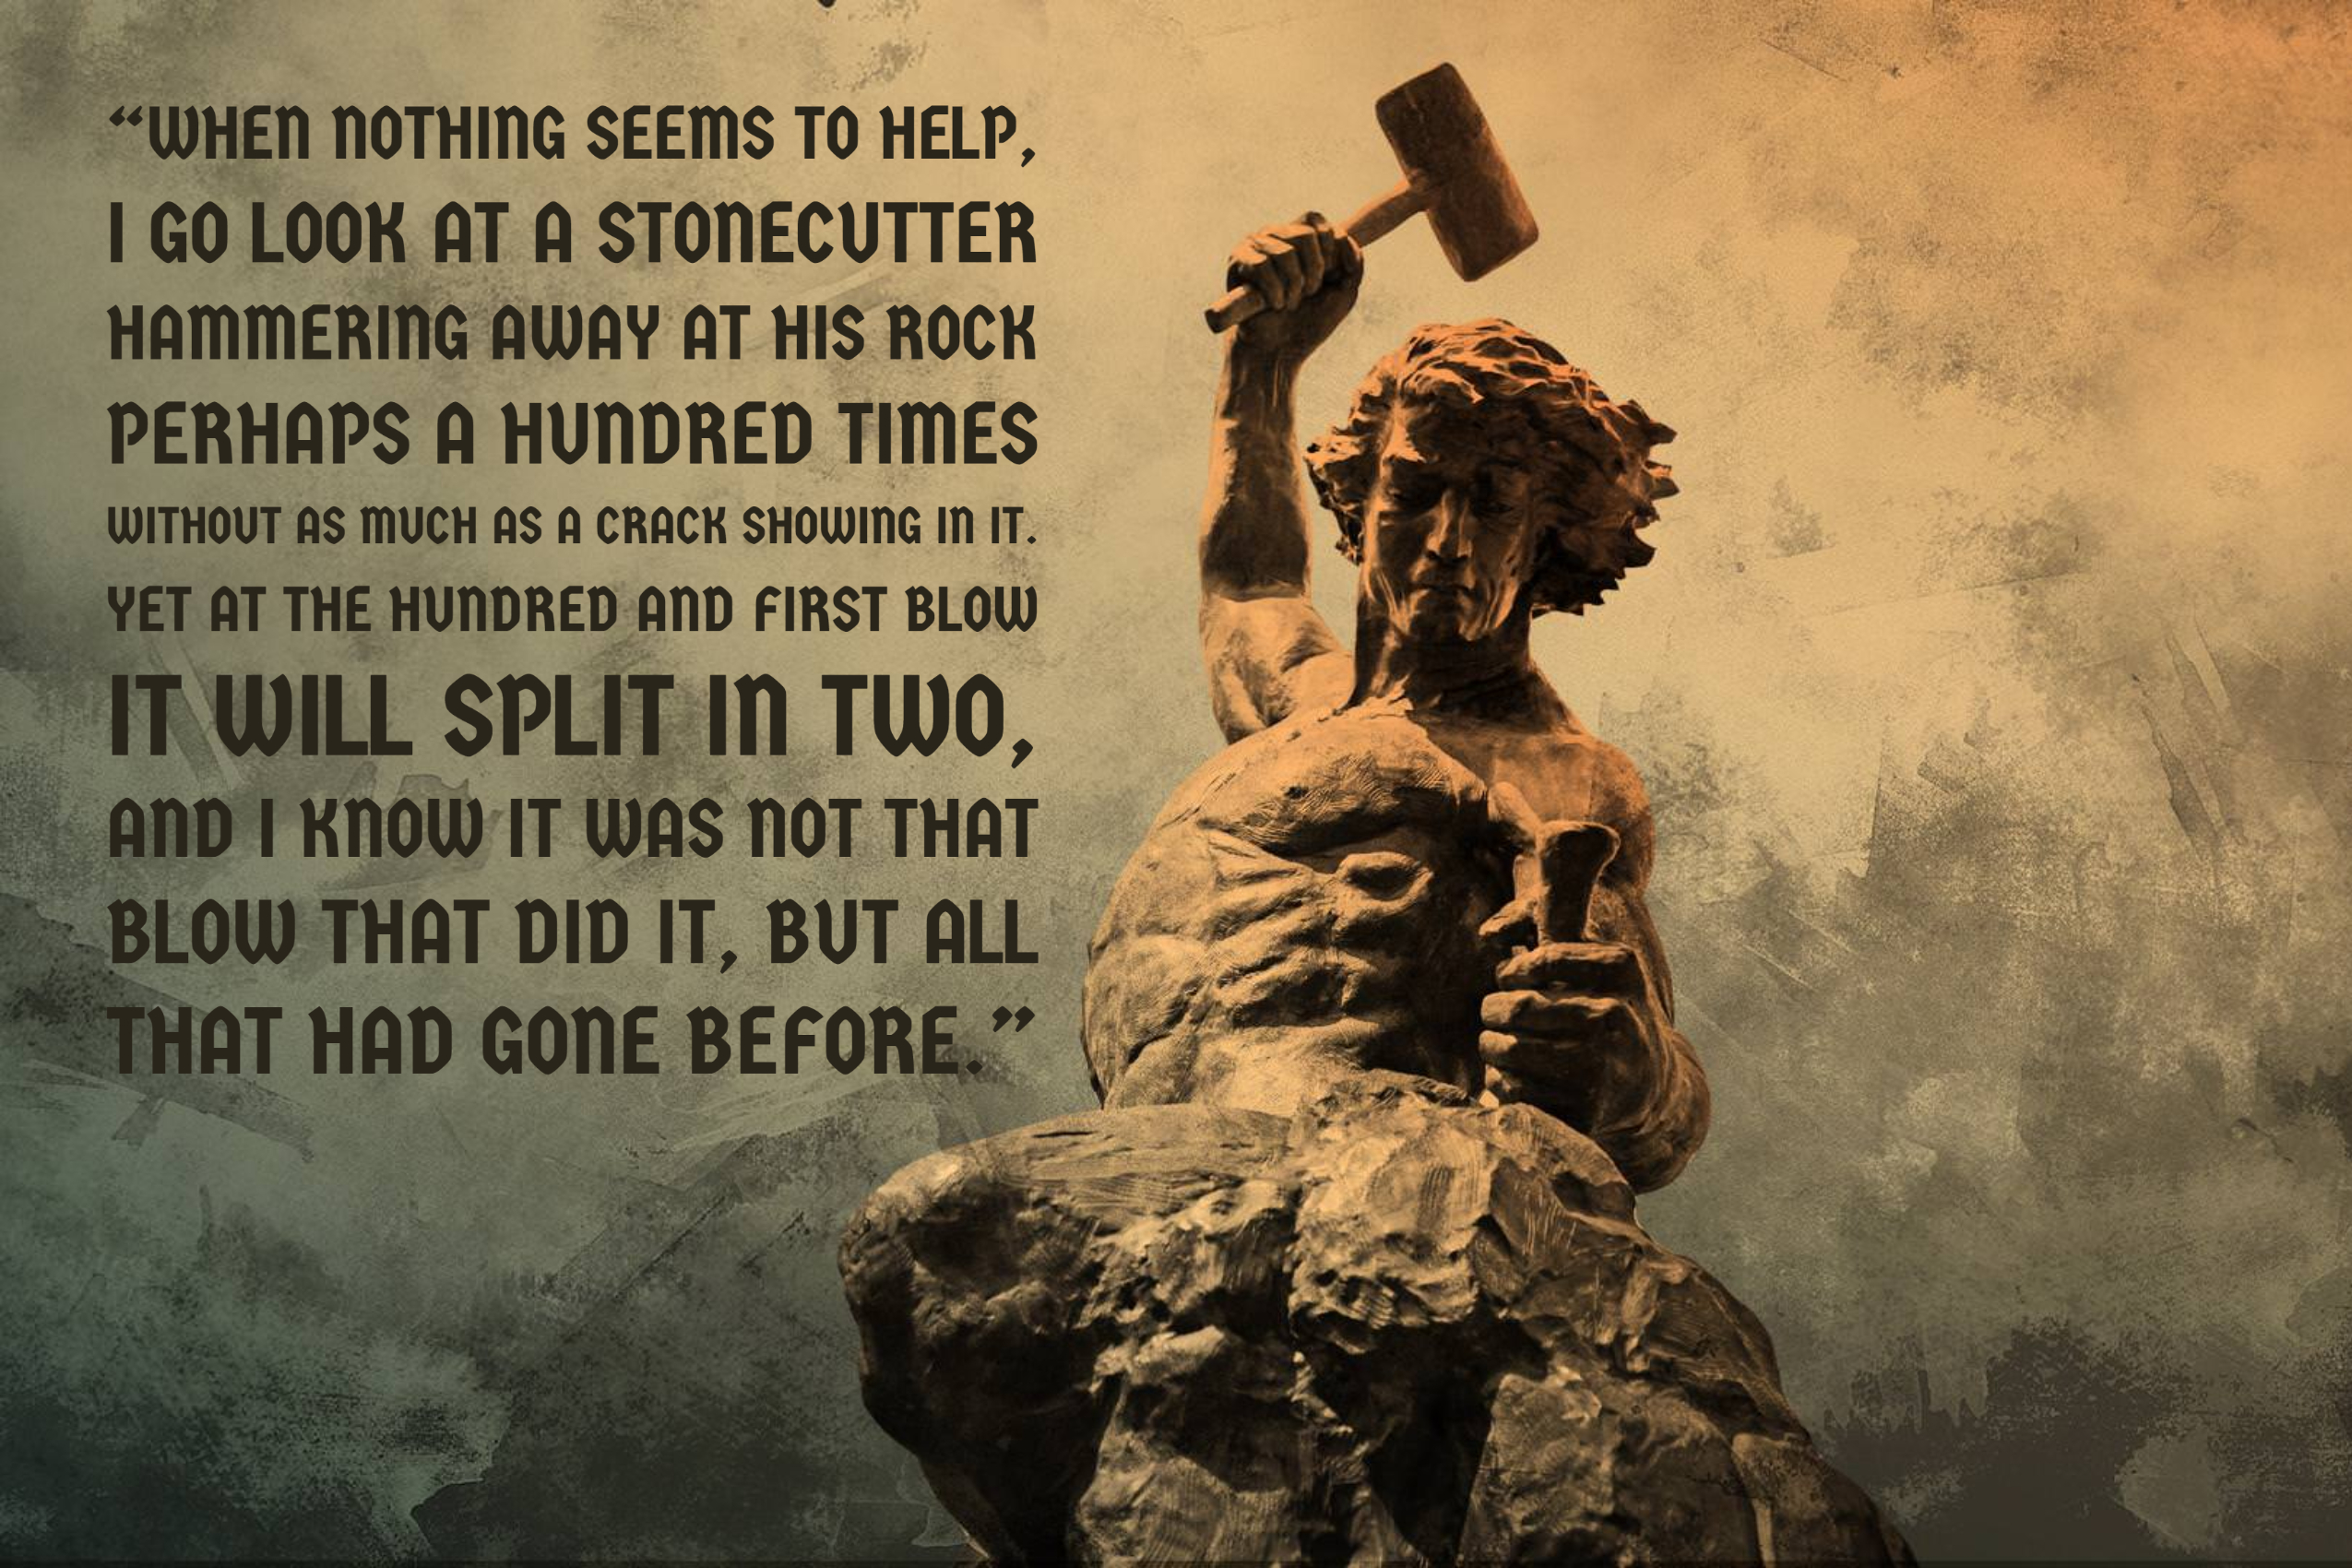 “WHEN NOTHING SEEMS TO HELP,
I GO LOOK AT A STONECUTTER
HAMMERING AWAY AT HIS ROCK
PERHAPS A HUNDRED TIMES
WITHOUT AS MUCH AS A CRACK SHOWING IN IT.
YET AT THE HUNDRED AND FIRST BLOW
IT WILL SPLIT IN TWO,
AND I KNOW IT WAS NOT THAT
BLOW THAT DID IT, BUT ALL
THAT HAD GONE BEFORE.”